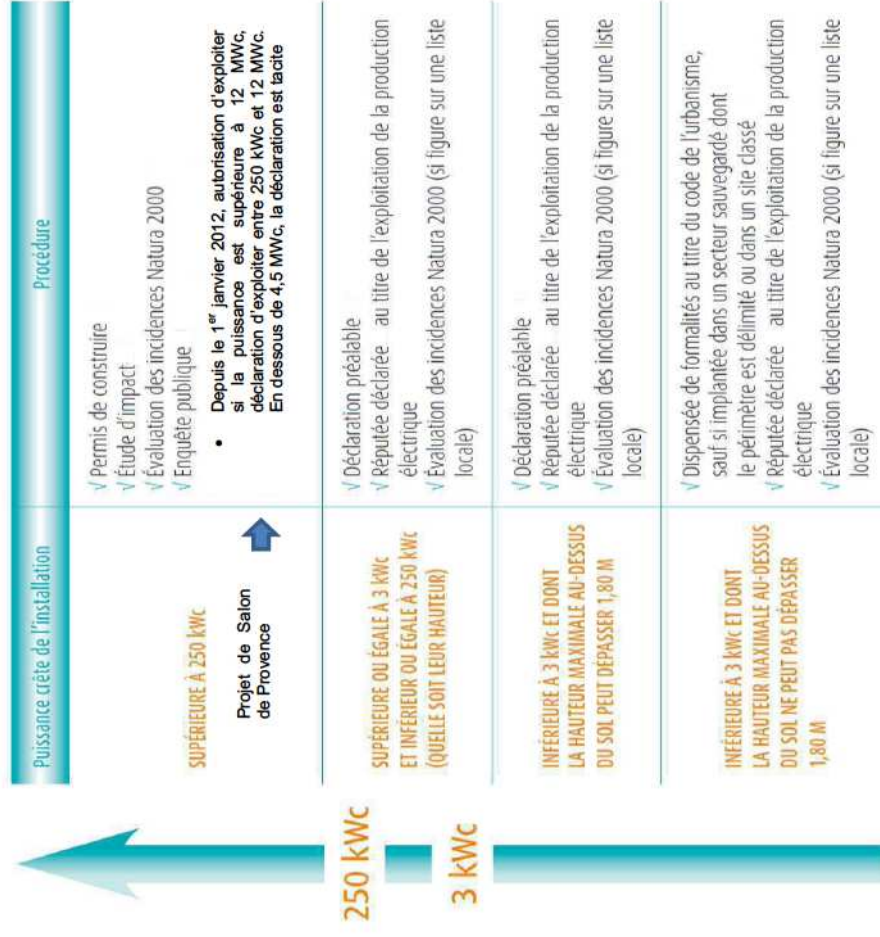 Puissance crête de l'installation
Procédure
SUPÉRIEURE À 250 kWc
Projet de Salon
de Provence
√ Permis de construire
√ Étude d'impact
√ Évaluation des incidences Natura 2000
√ Enquête publique
• Depuis le 1er janvier 2012, autorisation d'exploiter
si la puissance est supérieure à 12 MWc,
déclaration d'exploiter entre 250 kWc et 12 MWc.
En dessous de 4,5 MWc, la déclaration est tacite
250 kWc
SUPÉRIEURE OU ÉGALE À 3 kWc
ET INFÉRIEUR OU ÉGALE À 250 kWc
(QUELLE SOIT LEUR HAUTEUR)
√ Déclaration préalable
√ Réputée déclarée au titre de l'exploitation de la production
électrique
√ Évaluation des incidences Natura 2000 (si figure sur une liste
locale)
3 kWc
INFÉRIEURE À 3 kWc ET DONT
LA HAUTEUR MAXIMALE AU-DESSUS
DU SOL PEUT DÉPASSER 1,80 M
√ Déclaration préalable
√ Réputée déclarée au titre de l'exploitation de la production
électrique
√ Évaluation des incidences Natura 2000 (si figure sur une liste
locale)
INFÉRIEURE À 3 kWc ET DONT
LA HAUTEUR MAXIMALE AU-DESSUS
DU SOL NE PEUT PAS DÉPASSER
1,80 M
√ Dispensée de formalités au titre du code de l'urbanisme,
sauf si implantée dans un secteur sauvegardé dont
le périmètre est délimité ou dans un site classé
√ Réputée déclarée au titre de l'exploitation de la production
électrique
√ Évaluation des incidences Natura 2000 (si figure sur une liste
locale)